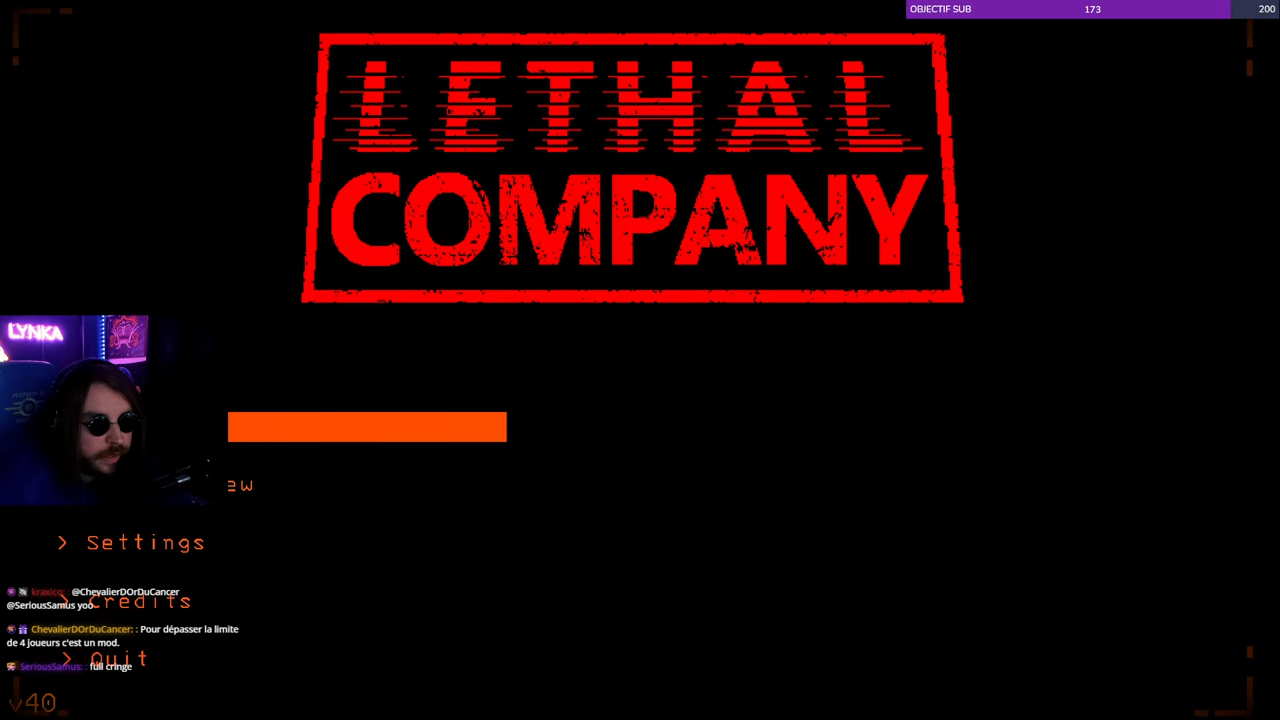 OBJECTIF SUB 173 200
LETHAL
COMPANY
LYNKA
ew
> Settings
kraxico: : @ChevalierDOrDuCancer
@SeriousSamus yoo
> Credits
ChevalierDOrDuCancer: : Pour dépasser la limite
de 4 joueurs c'est un mod.
> Quit
SeriousSamus: : full cringe
v40